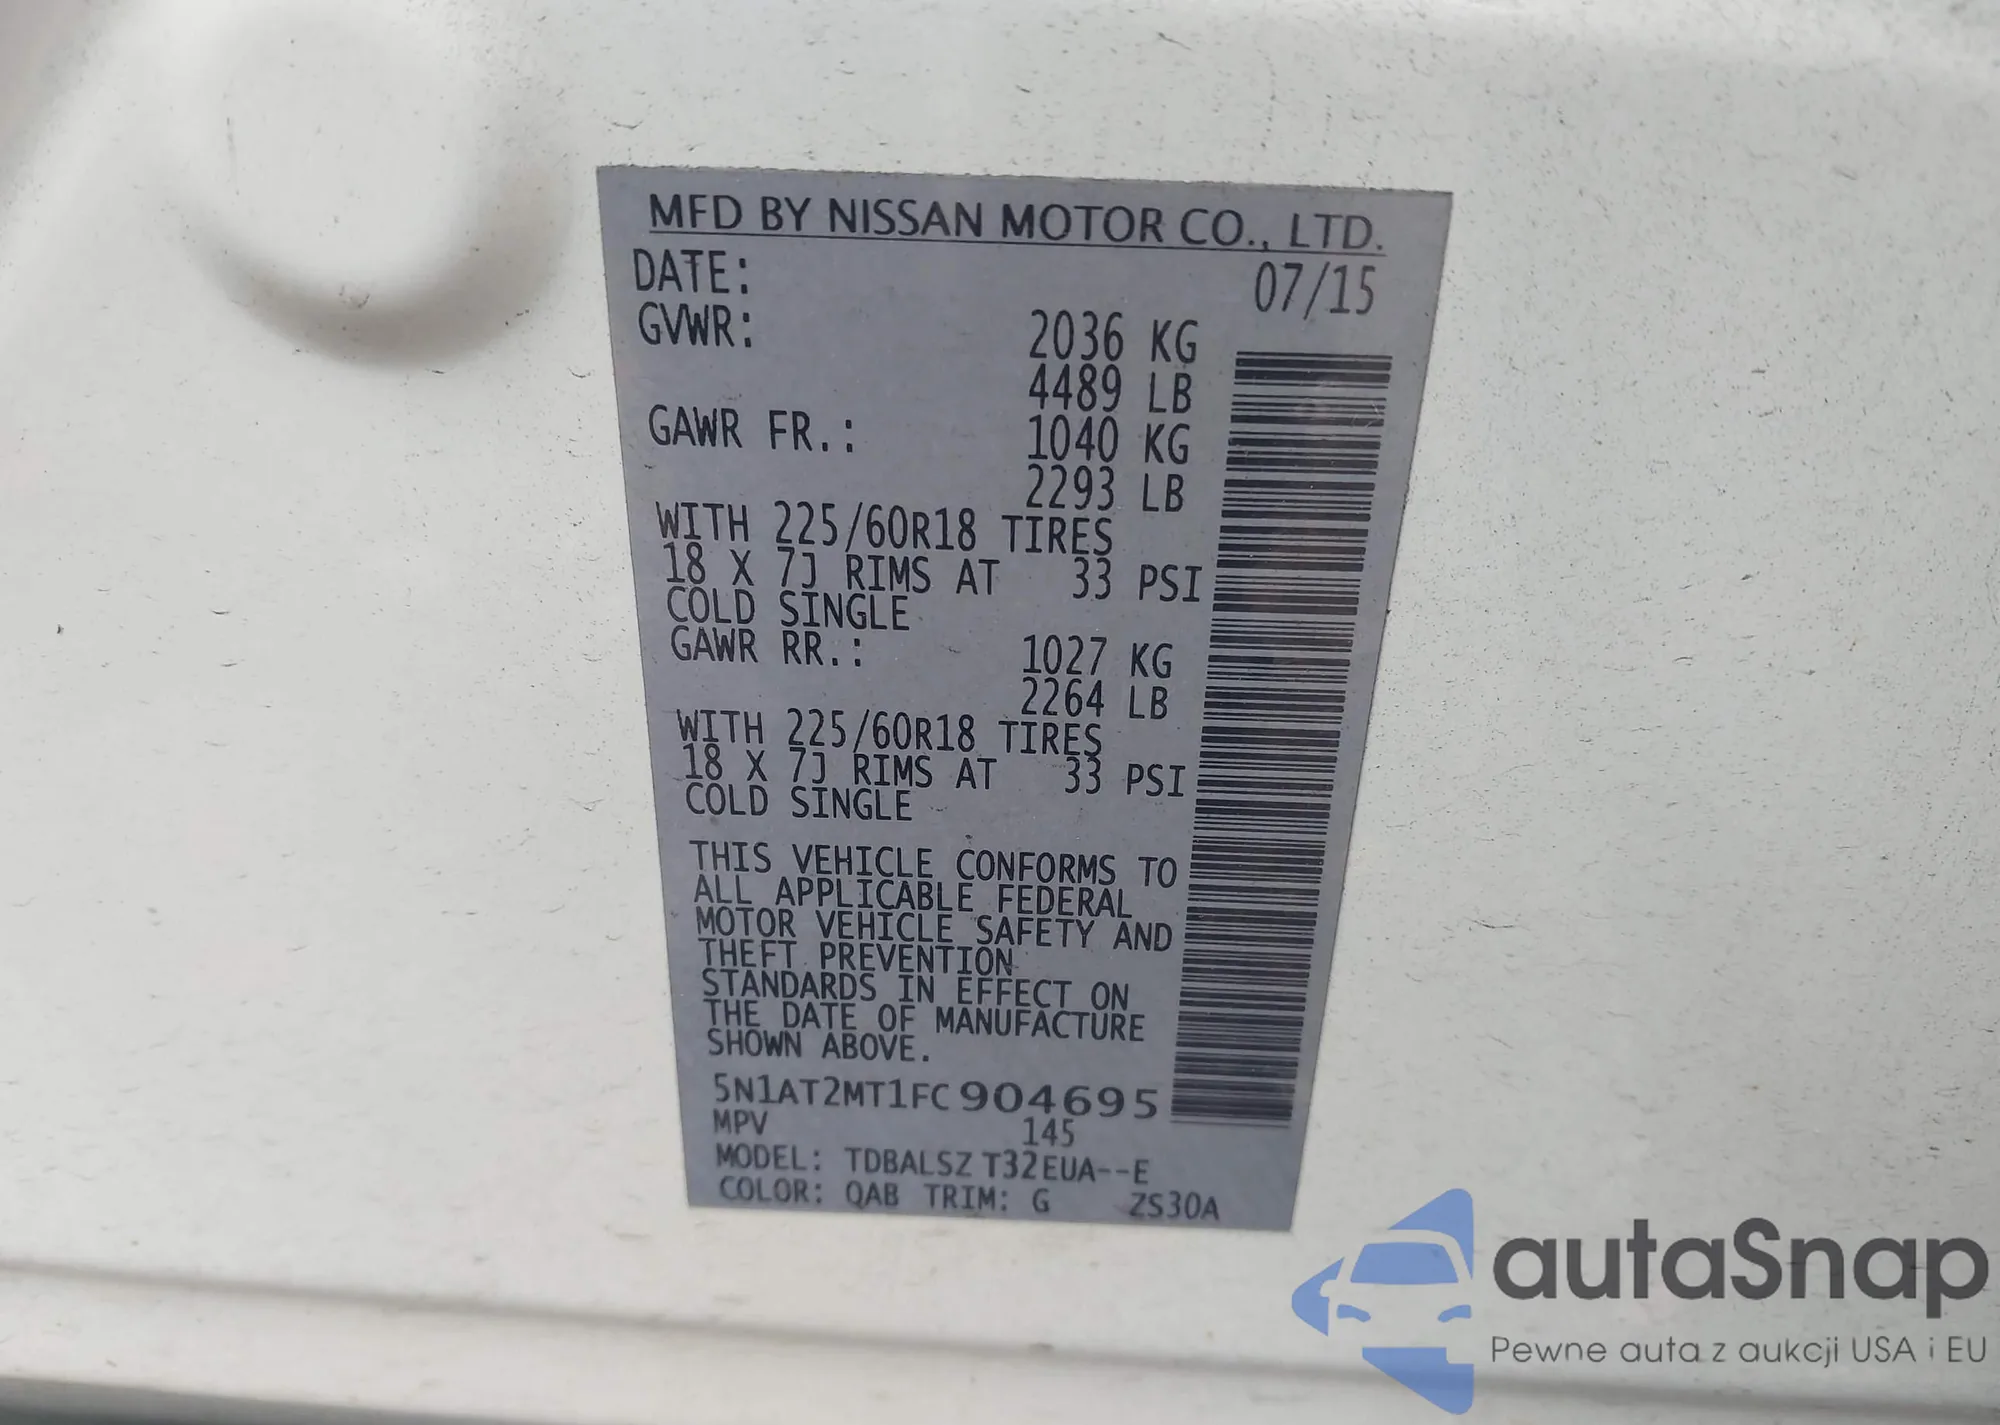 MFD BY NISSAN MOTOR CO., LTD.
DATE: 07/15
GVWR: 2036 KG
4489 LB
GAWR FR.: 1040 KG
2293 LB
WITH 225/60R18 TIRES
18 X 7J RIMS AT 33 PSI
COLD SINGLE
GAWR RR.: 1027 KG
2264 LB
WITH 225/60R18 TIRES
18 X 7J RIMS AT 33 PSI
COLD SINGLE
THIS VEHICLE CONFORMS TO
ALL APPLICABLE FEDERAL
MOTOR VEHICLE SAFETY AND
THEFT PREVENTION
STANDARDS IN EFFECT ON
THE DATE OF MANUFACTURE
SHOWN ABOVE.
5N1AT2MT1FC904695
MPV 145
MODEL: TDBALSZ T32EUA--E
COLOR: QAB TRIM: G ZS30A
autaSnap
Pewne auta z aukcji USA i EU